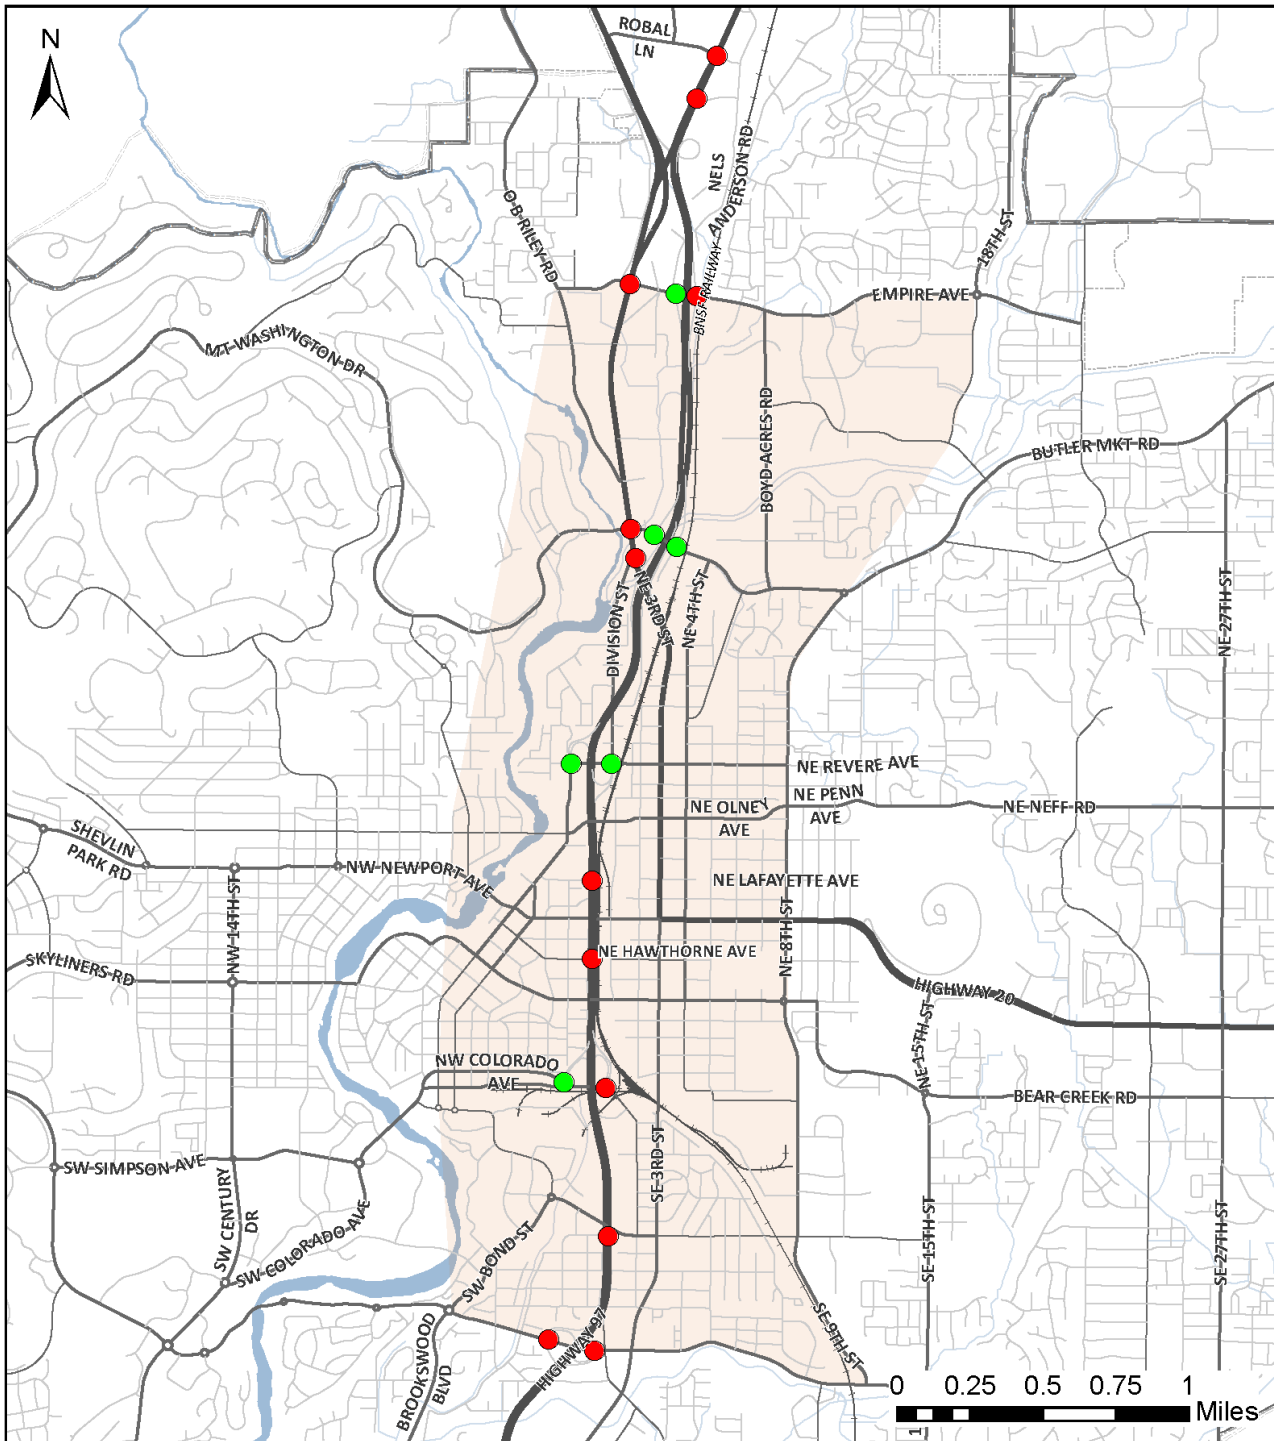 N
ROBAL
LN
NELS
ANDERSON RD
BNSF RAILWAY
O B RILEY RD
18TH ST
EMPIRE AVE
MT WASHINGTON DR
BOYD ACRES RD
BUTLER MKT RD
NE 27TH ST
DIVISION ST
NE 3RD ST
NE 4TH ST
NE REVERE AVE
NE OLNEY
AVE
NE PENN
AVE
NE NEFF RD
SHEVLIN
PARK RD
NW NEWPORT AVE
NE LAFAYETTE AVE
NW 14TH ST
NE 8TH ST
SKYLINERS RD
NE HAWTHORNE AVE
HIGHWAY 20
NE 15TH ST
NW COLORADO
AVE
BEAR CREEK RD
SW SIMPSON AVE
SE 3RD ST
SW CENTURY
DR
SW COLORADO AVE
SW BOND ST
SE 15TH ST
SE 27TH ST
HIGHWAY 97
SE 9TH ST
BROOKSWOOD
BLVD
0 0.25 0.5 0.75 1
Miles
1